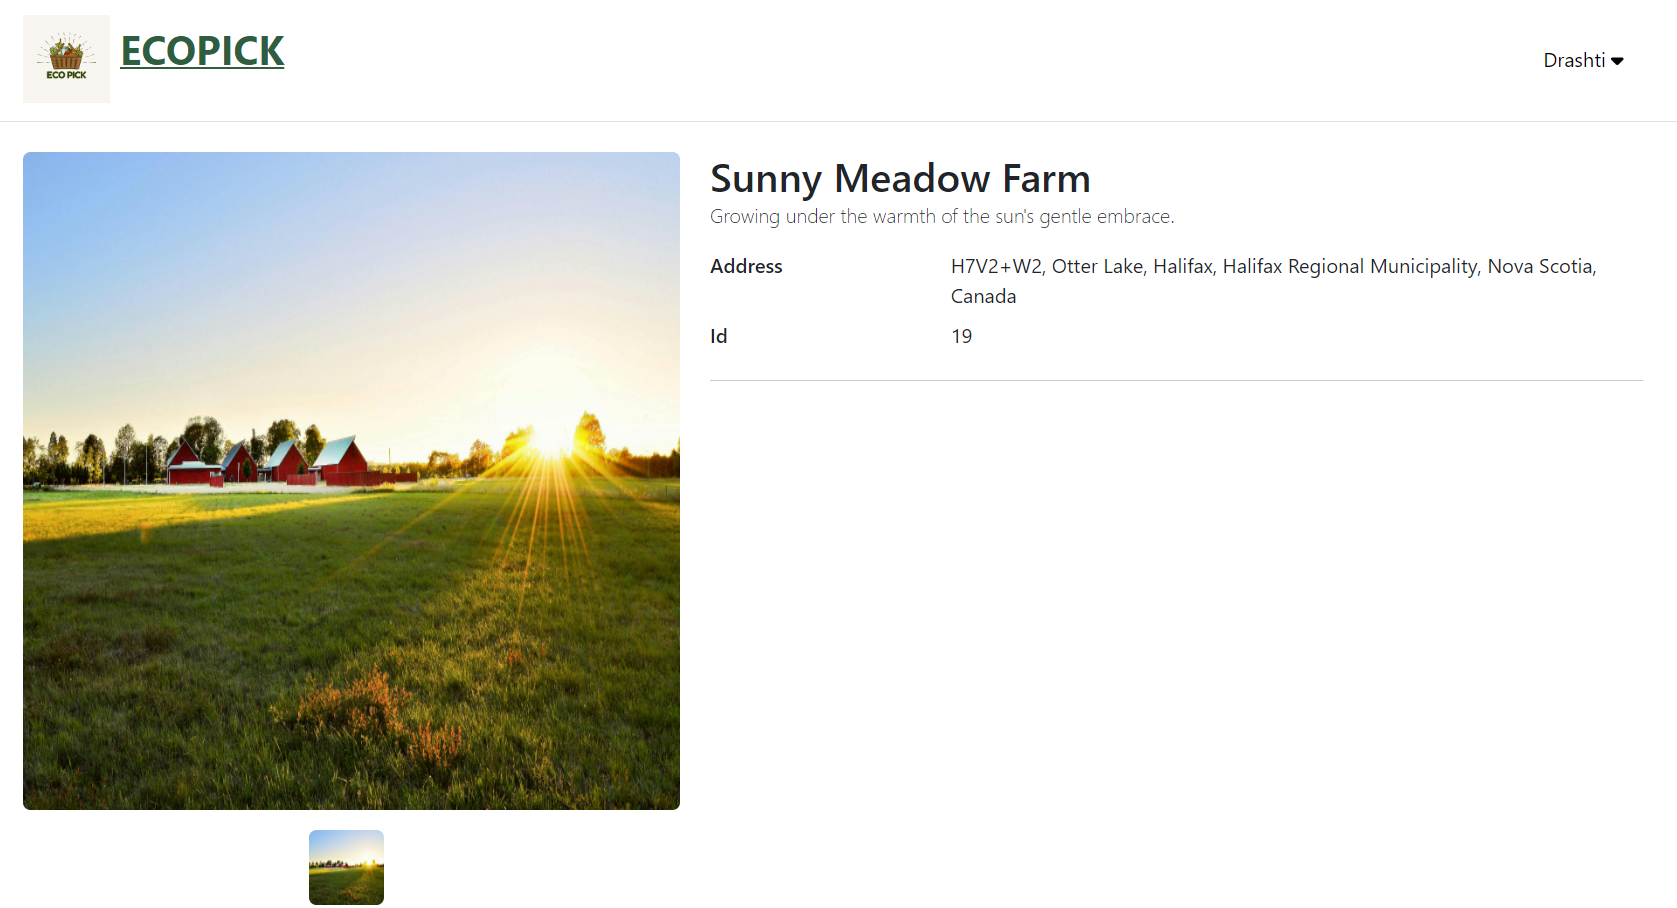 ECO PICK
ECOPICK
Drashti
Sunny Meadow Farm
Growing under the warmth of the sun's gentle embrace.
Address
H7V2+W2, Otter Lake, Halifax, Halifax Regional Municipality, Nova Scotia,
Canada
Id
19